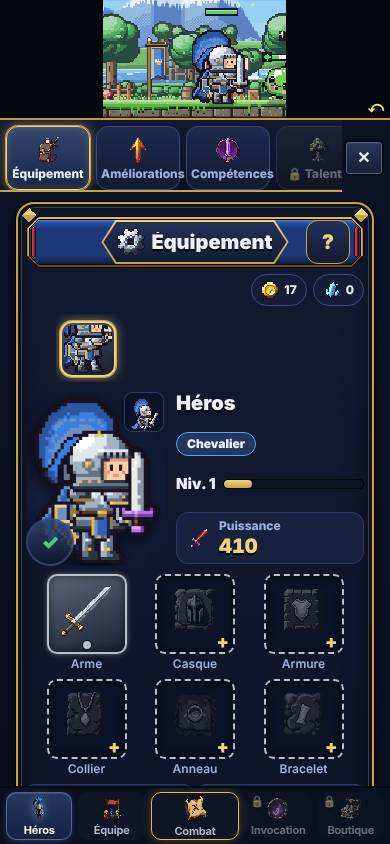 Équipement
Améliorations
Compétences
Talent
×
Équipement
?
17
0
Héros
Chevalier
Niv. 1
Puissance
410
Arme
Casque
Armure
Collier
Anneau
Bracelet
Héros
Équipe
Combat
Invocation
Boutique